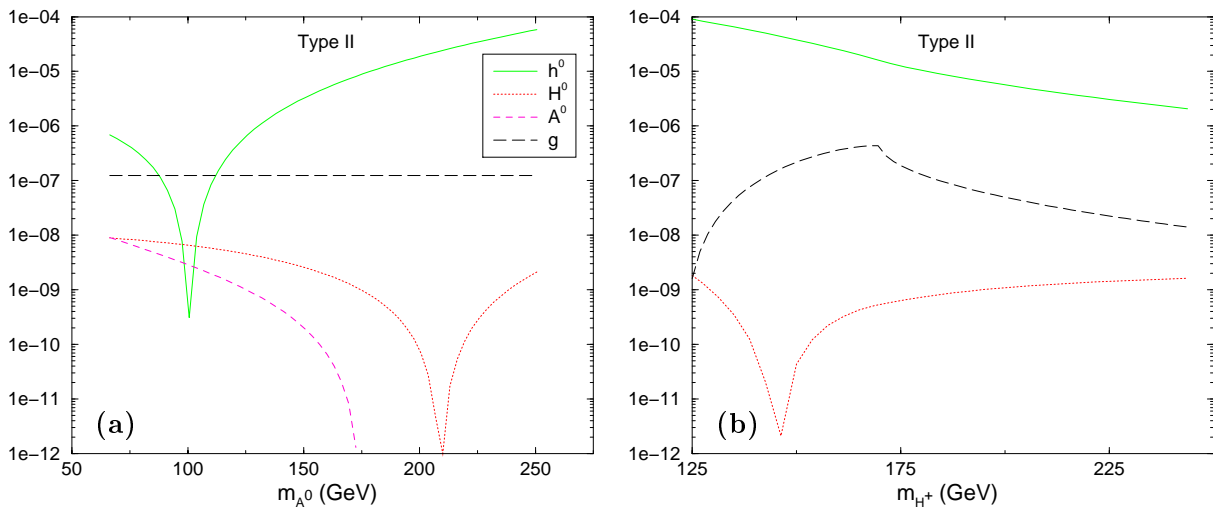 1e−04
1e−05
1e−06
1e−07
1e−08
1e−09
1e−10
1e−11
1e−12
50
100
150
200
250
m_A⁰ (GeV)
Type II
h⁰
H⁰
A⁰
g
(a)
1e−04
1e−05
1e−06
1e−07
1e−08
1e−09
1e−10
1e−11
1e−12
125
175
225
m_H⁺ (GeV)
Type II
(b)